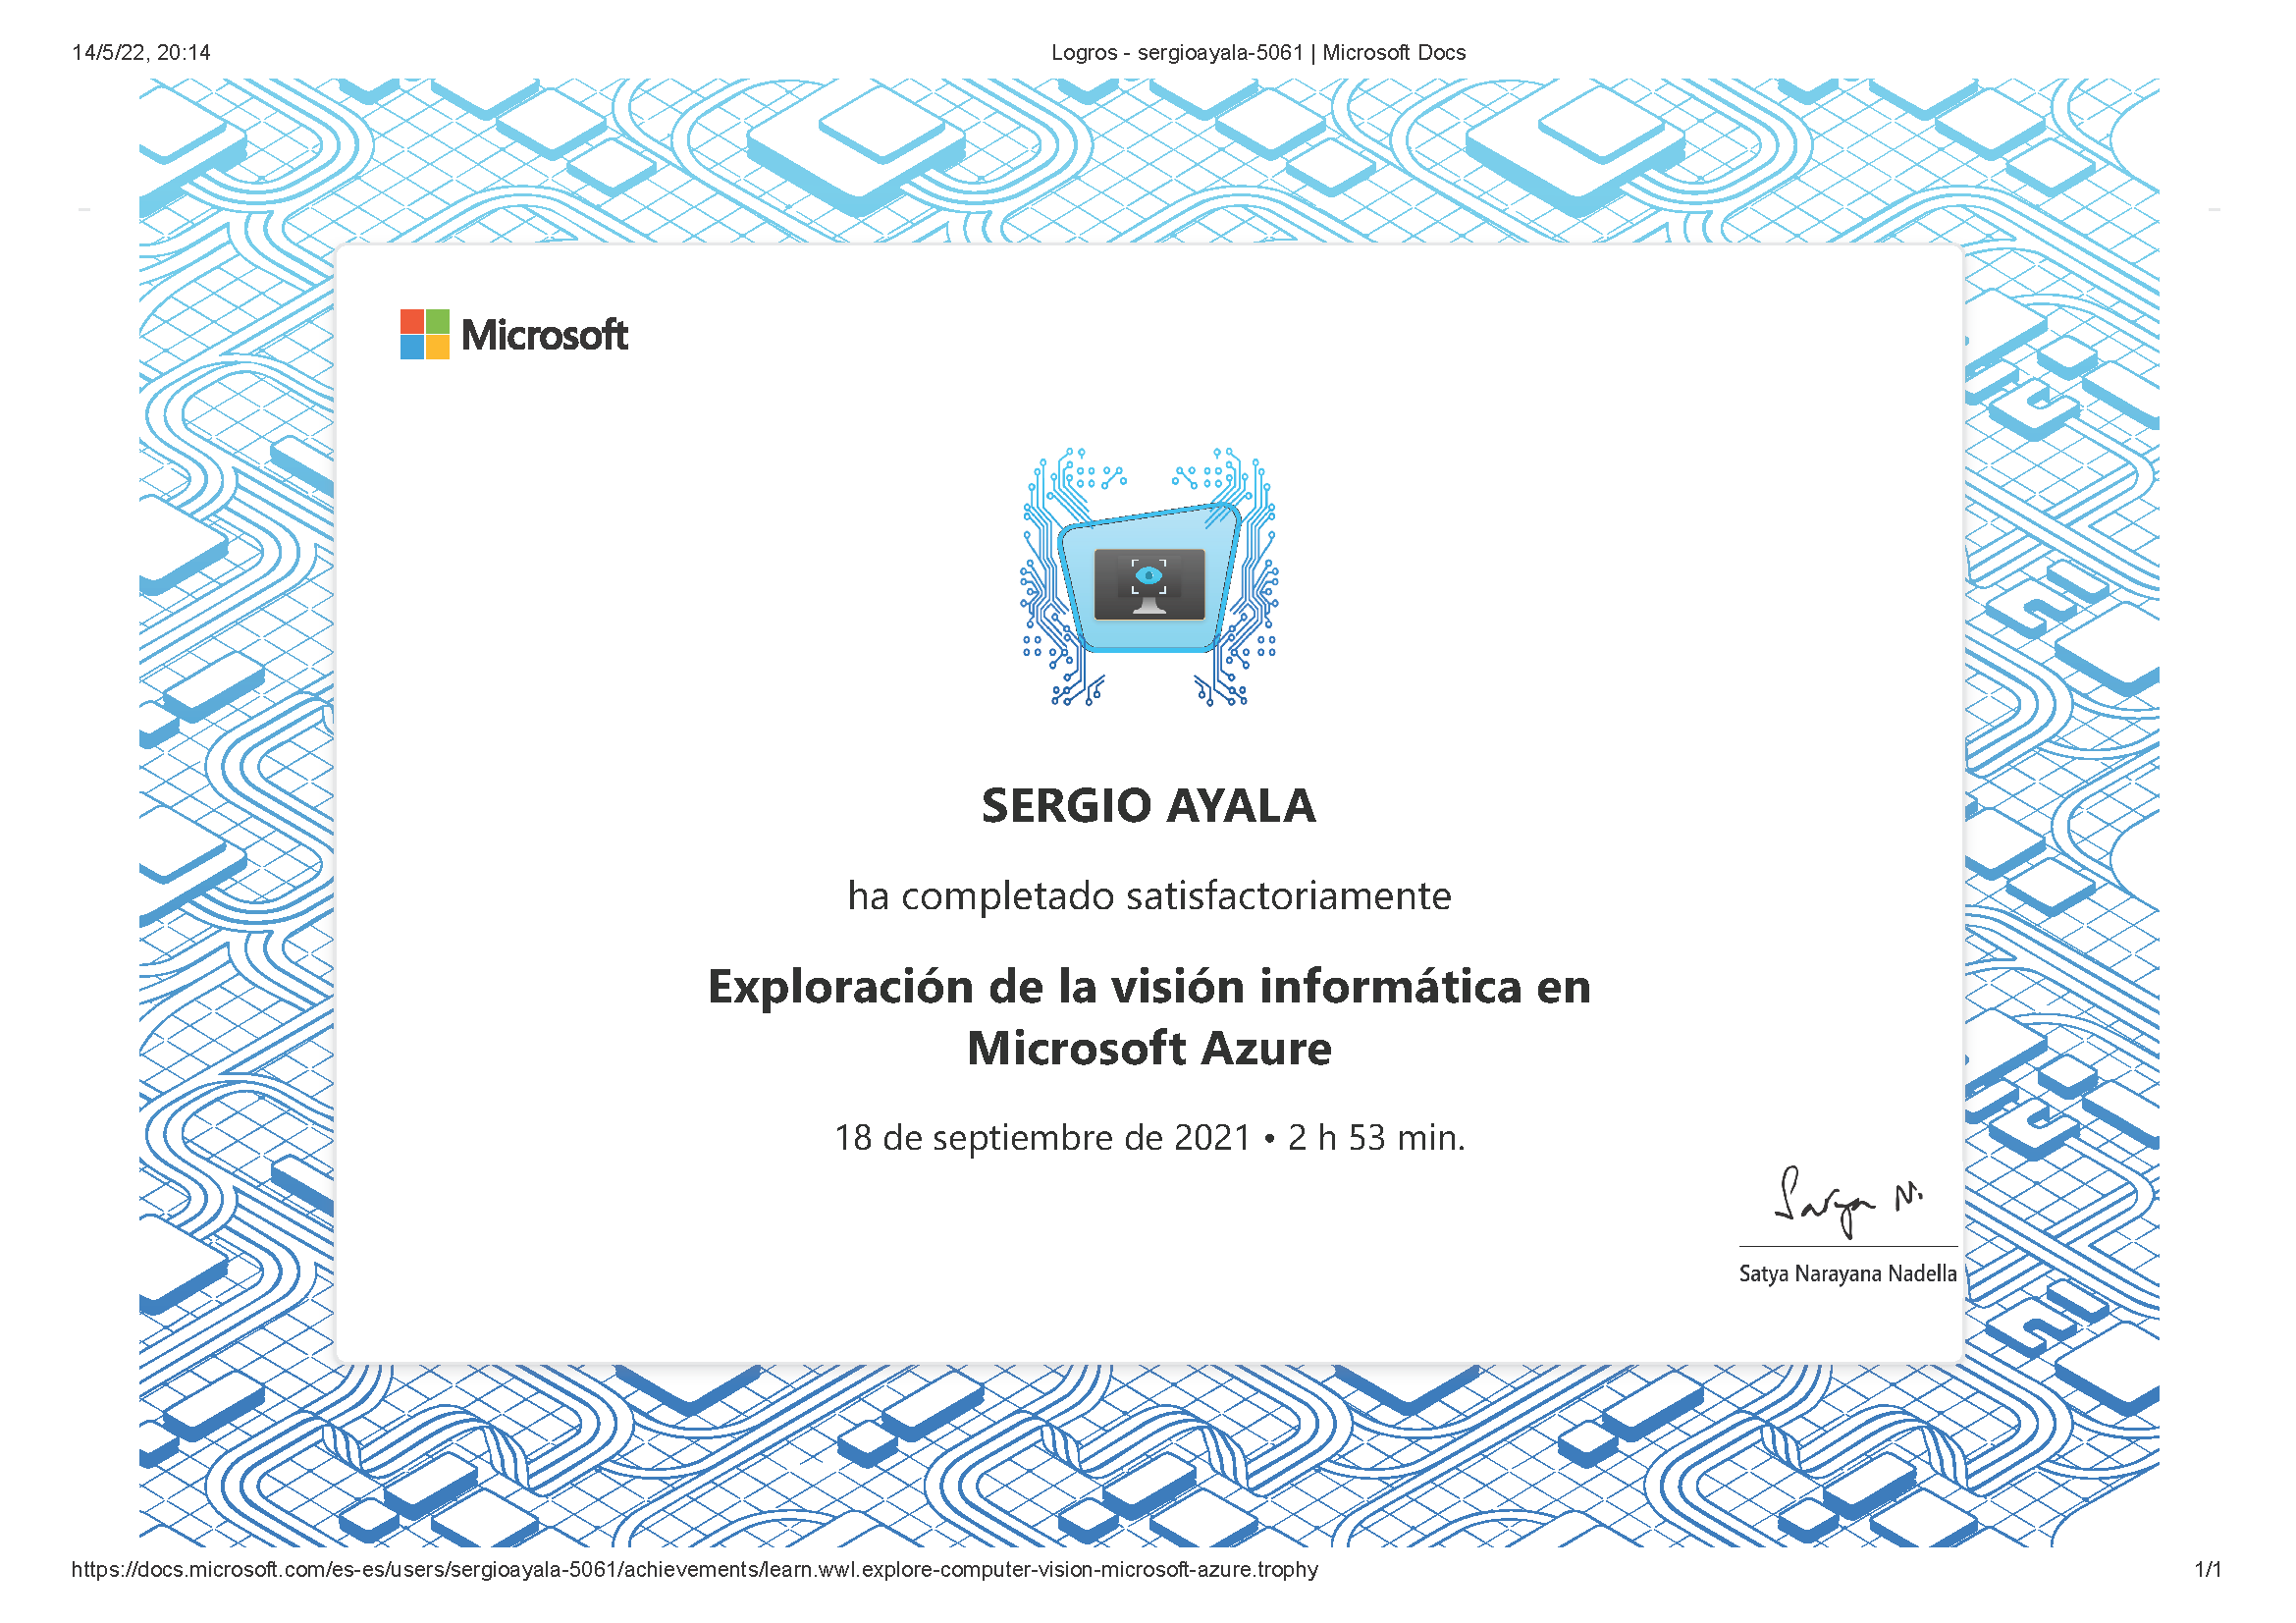 14/5/22, 20:14
Logros - sergioayala-5061 | Microsoft Docs
Microsoft
SERGIO AYALA
ha completado satisfactoriamente
Exploración de la visión informática en
Microsoft Azure
18 de septiembre de 2021 • 2 h 53 min.
Satya N.
Satya Narayana Nadella
https://docs.microsoft.com/es-es/users/sergioayala-5061/achievements/learn.wwl.explore-computer-vision-microsoft-azure.trophy
1/1